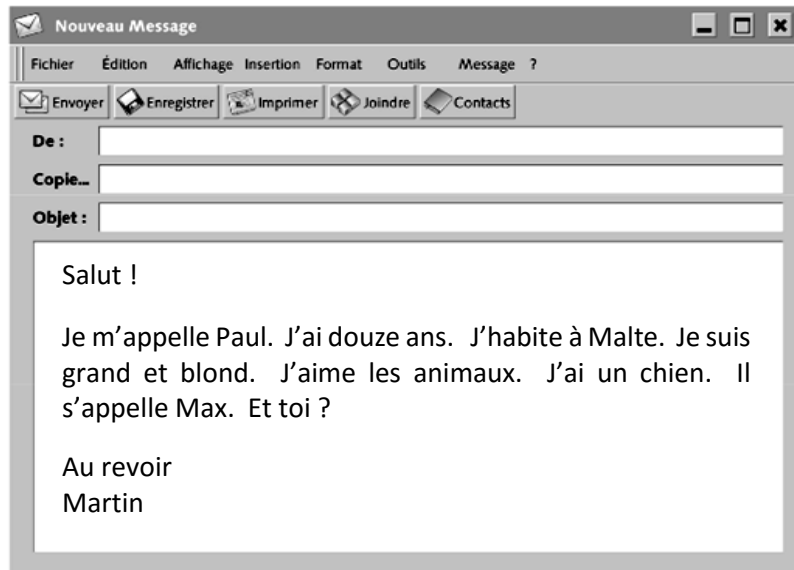 Nouveau Message
Fichier Édition Affichage Insertion Format Outils Message ?
Envoyer Enregistrer Imprimer Joindre Contacts
De :
Copie...
Objet :
Salut !
Je m’appelle Paul. J’ai douze ans. J’habite à Malte. Je suis
grand et blond. J’aime les animaux. J’ai un chien. Il
s’appelle Max. Et toi ?
Au revoir
Martin